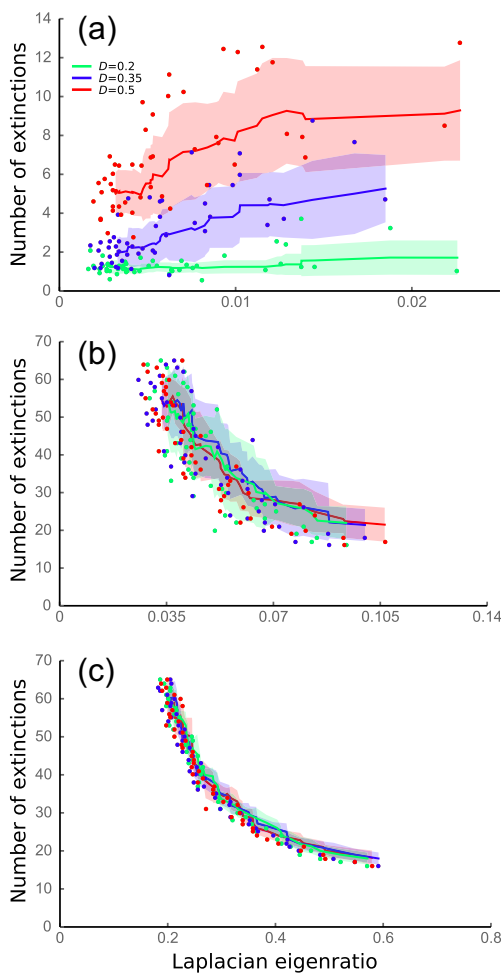 (a)
D=0.2
D=0.35
D=0.5
Number of extinctions
14
12
10
8
6
4
2
0
0 0.01 0.02
(b)
Number of extinctions
70
60
50
40
30
20
10
0
0 0.035 0.07 0.105 0.14
(c)
Number of extinctions
70
60
50
40
30
20
10
0
0 0.2 0.4 0.6 0.8
Laplacian eigenratio